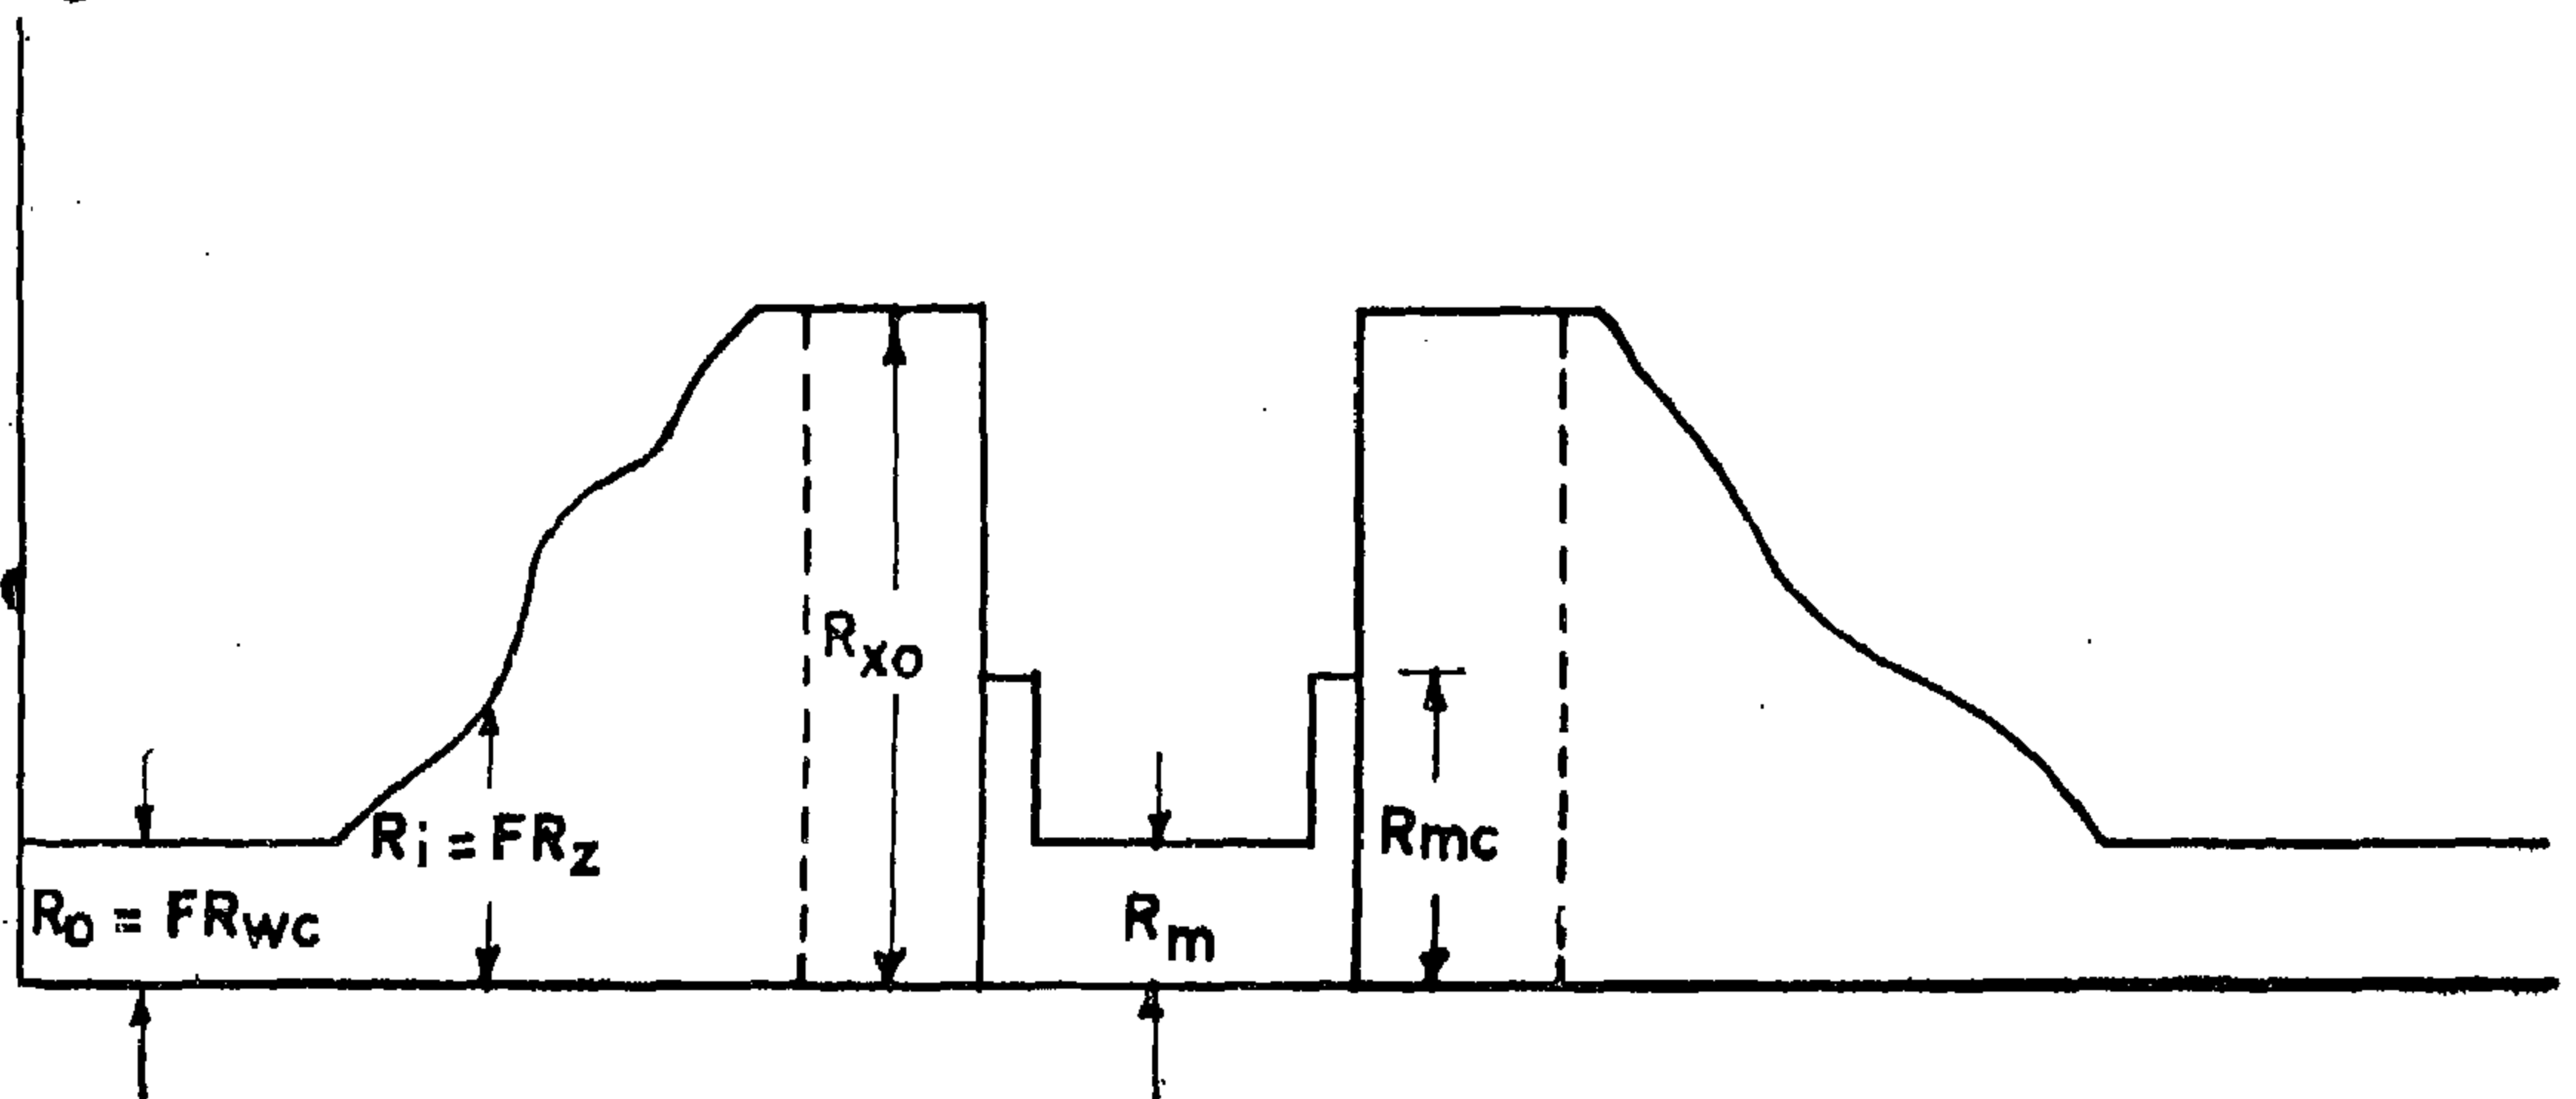 Rxo
Ri = FRz
Rmc
Ro = FRwc
Rm